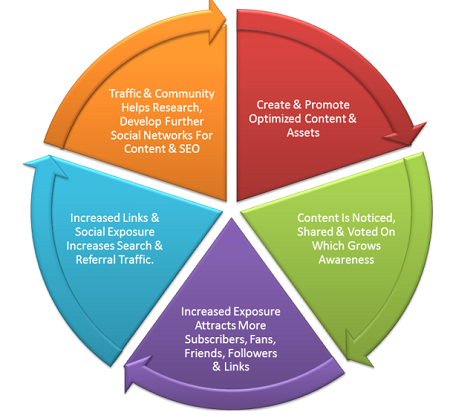 Create & Promote
Optimized Content &
Assets
Content Is Noticed,
Shared & Voted On
Which Grows
Awareness
Increased Exposure
Attracts More
Subscribers, Fans,
Friends, Followers
& Links
Increased Links &
Social Exposure
Increases Search &
Referral Traffic.
Traffic & Community
Helps Research,
Develop Further
Social Networks For
Content & SEO